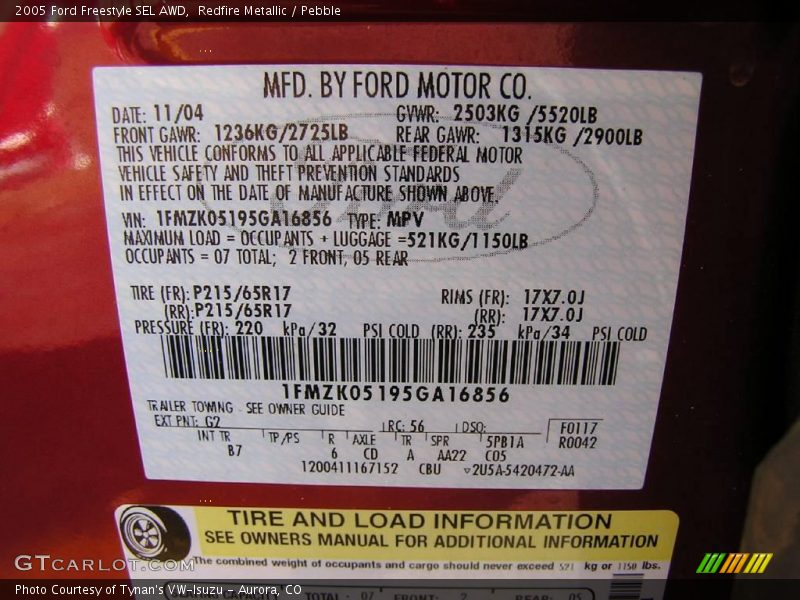 2005 Ford Freestyle SEL AWD,  Redfire Metallic / Pebble
MFD. BY FORD MOTOR CO.
DATE: 11/04 GVWR: 2503KG /5520LB
FRONT GAWR: 1236KG/2725LB REAR GAWR: 1315KG /2900LB
THIS VEHICLE CONFORMS TO ALL APPLICABLE FEDERAL MOTOR
VEHICLE SAFETY AND THEFT PREVENTION STANDARDS
IN EFFECT ON THE DATE OF MANUFACTURE SHOWN ABOVE.
VIN: 1FMZK05195GA16856 TYPE: MPV
MAXIMUM LOAD = OCCUPANTS + LUGGAGE =521KG/1150LB
OCCUPANTS = 07 TOTAL; 2 FRONT, 05 REAR
TIRE (FR): P215/65R17 RIMS (FR): 17X7.0J
(RR): P215/65R17 (RR): 17X7.0J
PRESSURE (FR): 220 kPa/32 PSI COLD (RR): 235 kPa/34 PSI COLD
1FMZK05195GA16856
TRAILER TOWING - SEE OWNER GUIDE
EXT PNT: G2 RC: 56 DSO: F0117
INT TR TP/PS R AXLE TR SPR 5PB1A R0042
B7 6 CD A AA22 C05
1200411167152 CBU 2U5A-5420472-AA
TIRE AND LOAD INFORMATION
SEE OWNERS MANUAL FOR ADDITIONAL INFORMATION
The combined weight of occupants and cargo should never exceed 521 kg or 1150 lbs.
GTCARLOT.COM
Photo Courtesy of Tynan's VW-Isuzu - Aurora, CO
TOTAL - 07 FRONT: 2 REAR: 05